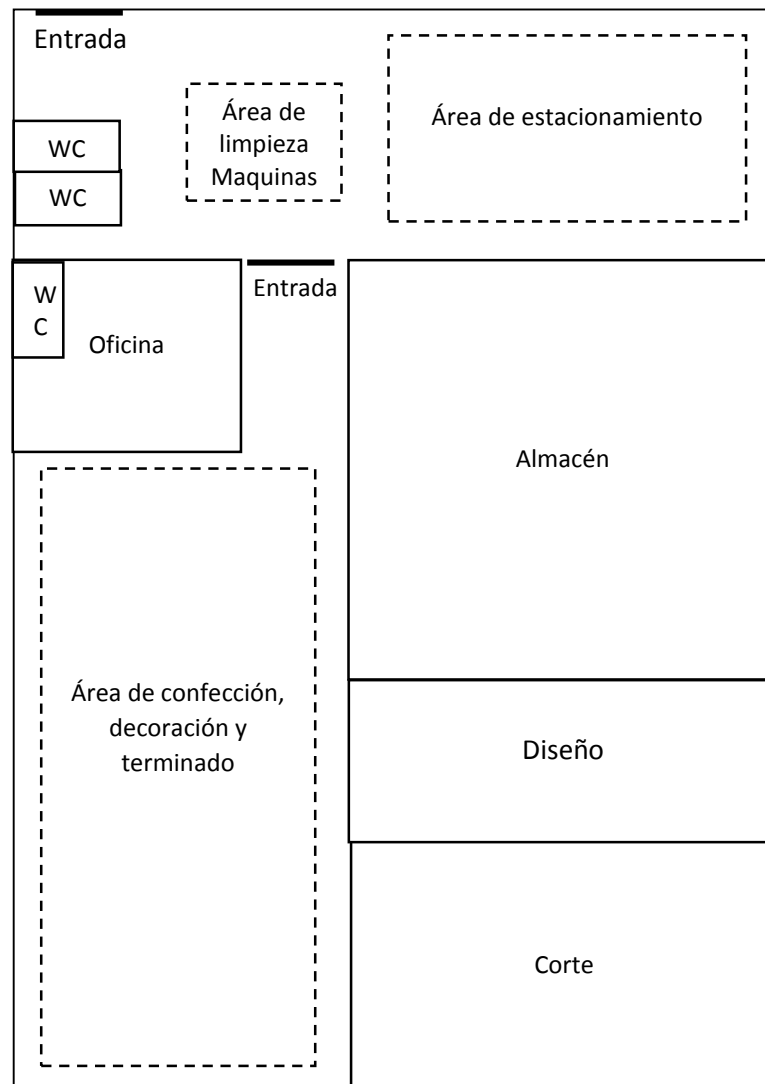 Entrada
Área de
limpieza
Maquinas
Área de estacionamiento
WC
WC
W
C
Oficina
Entrada
Almacén
Área de confección,
decoración y
terminado
Diseño
Corte